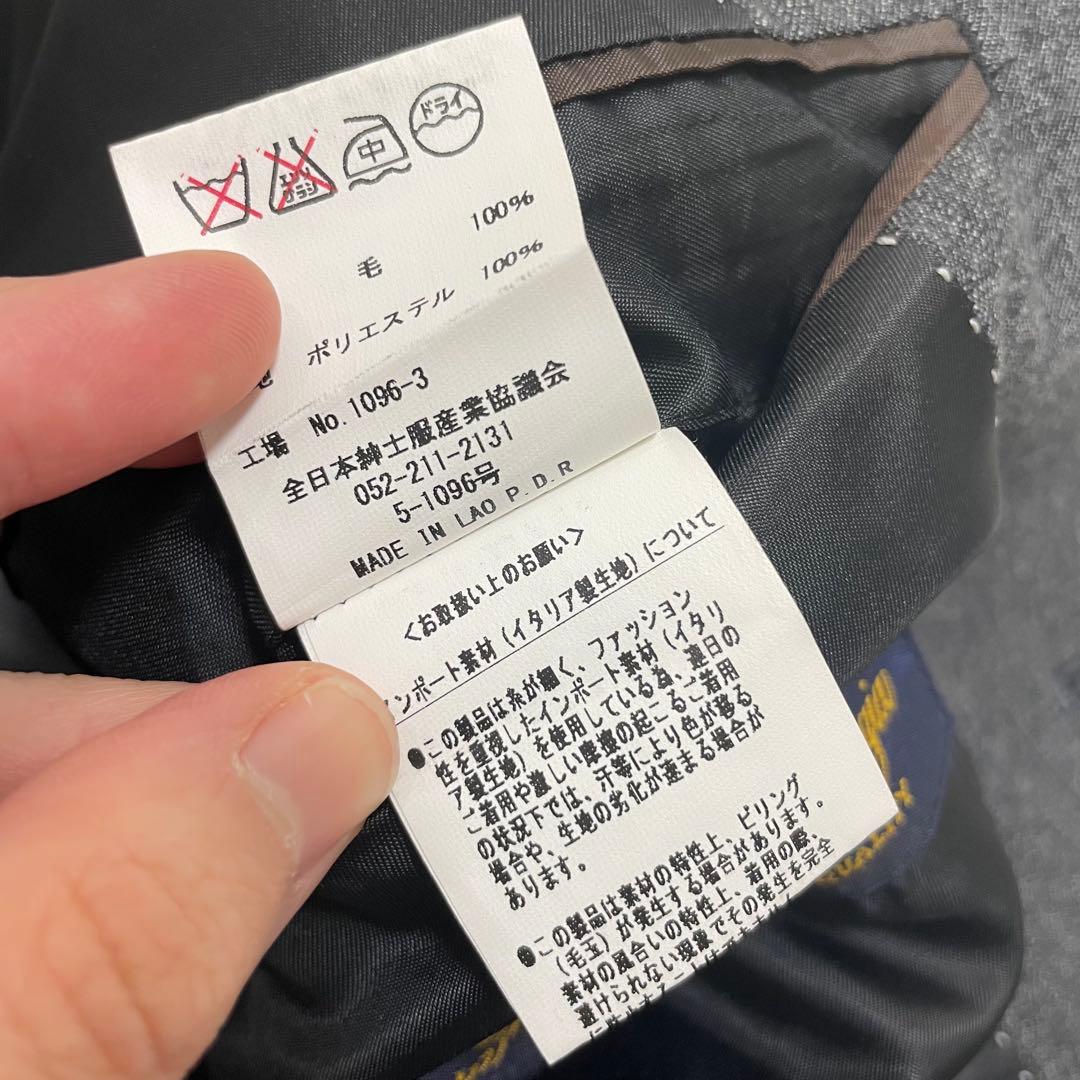 エンソ
サラシ
中
ドライ
毛 100%
地 ポリエステル 100%
工場 No.1096-3
全日本紳士服産業協議会
052-211-2131
5-1096号
MADE IN LAO P.D.R
<お取扱い上のお願い>
ンポート素材(イタリア製生地)について
●この製品は糸が細く、ファッション
性を重視したインポート素材(イタリ
ア製生地)を使用している為、連日の
ご着用や激しい摩擦の起こるご着用
の状況下では、汗等により色が移る
場合や、生地の劣化が速まる場合が
あります。
●この製品は素材の特性上、ピリング
(毛玉)が発生する場合があります。
素材の風合いの特性上、着用の際、
避けられない現象でその発生を完全